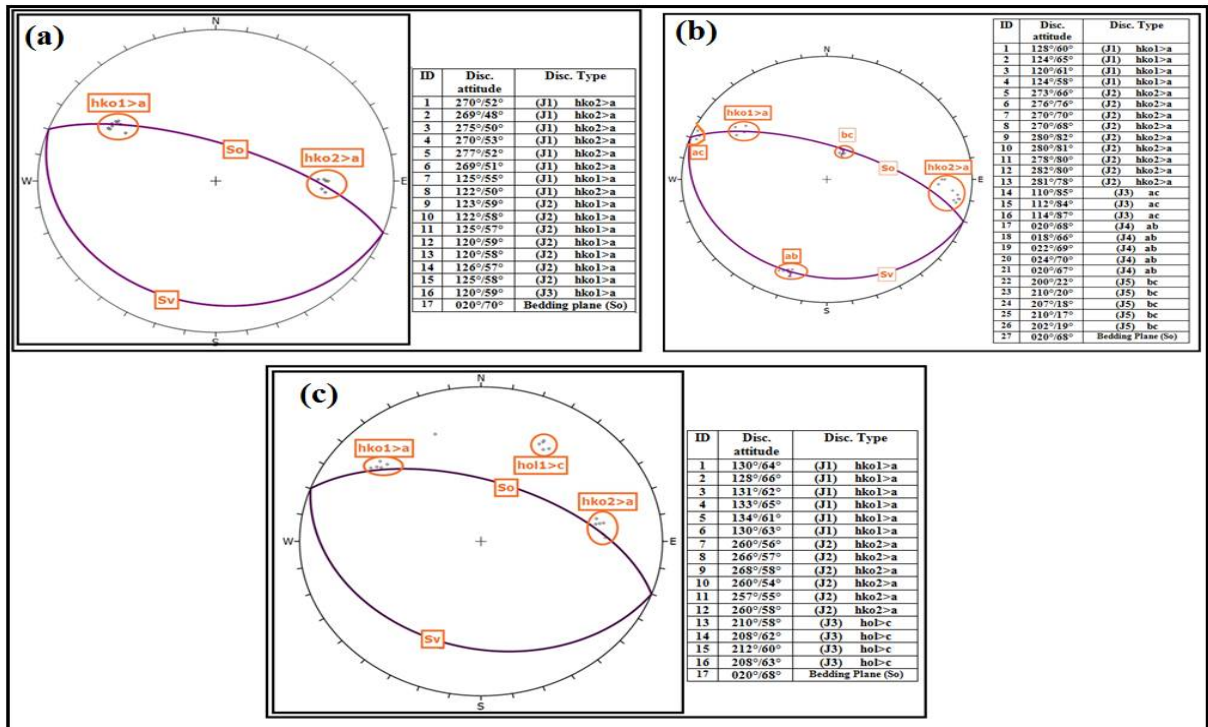 (a)
N
W
E
S
hko1>a
So
hko2>a
Sv
ID Disc. attitude Disc. Type
1 270°/52° (J1) hko2>a
2 269°/48° (J1) hko2>a
3 275°/50° (J1) hko2>a
4 270°/53° (J1) hko2>a
5 277°/52° (J1) hko2>a
6 269°/51° (J1) hko2>a
7 125°/55° (J1) hko1>a
8 122°/50° (J1) hko1>a
9 123°/59° (J2) hko1>a
10 122°/58° (J2) hko1>a
11 125°/57° (J2) hko1>a
12 120°/59° (J2) hko1>a
13 120°/58° (J2) hko1>a
14 126°/57° (J2) hko1>a
15 125°/58° (J2) hko1>a
16 120°/59° (J3) hko1>a
17 020°/70° Bedding plane (So)
(b)
N
W
E
S
hko1>a
ac
bc
So
hko2>a
ab
Sv
ID Disc. attitude Disc. Type
1 128°/60° (J1) hko1>a
2 124°/65° (J1) hko1>a
3 120°/61° (J1) hko1>a
4 124°/58° (J1) hko1>a
5 273°/66° (J2) hko2>a
6 276°/76° (J2) hko2>a
7 270°/70° (J2) hko2>a
8 270°/68° (J2) hko2>a
9 280°/82° (J2) hko2>a
10 280°/81° (J2) hko2>a
11 278°/80° (J2) hko2>a
12 282°/80° (J2) hko2>a
13 281°/78° (J2) hko2>a
14 110°/85° (J3) ac
15 112°/84° (J3) ac
16 114°/87° (J3) ac
17 020°/68° (J4) ab
18 018°/66° (J4) ab
19 022°/69° (J4) ab
20 024°/70° (J4) ab
21 020°/67° (J4) ab
22 200°/22° (J5) bc
23 210°/20° (J5) bc
24 207°/18° (J5) bc
25 210°/17° (J5) bc
26 202°/19° (J5) bc
27 020°/68° Bedding Plane (So)
(c)
N
W
E
S
hko1>a
hol1>c
So
hko2>a
Sv
ID Disc. attitude Disc. Type
1 130°/64° (J1) hko1>a
2 128°/66° (J1) hko1>a
3 131°/62° (J1) hko1>a
4 133°/65° (J1) hko1>a
5 134°/61° (J1) hko1>a
6 130°/63° (J1) hko1>a
7 260°/56° (J2) hko2>a
8 266°/57° (J2) hko2>a
9 268°/58° (J2) hko2>a
10 260°/54° (J2) hko2>a
11 257°/55° (J2) hko2>a
12 260°/58° (J2) hko2>a
13 210°/58° (J3) hol>c
14 208°/62° (J3) hol>c
15 212°/60° (J3) hol>c
16 208°/63° (J3) hol>c
17 020°/68° Bedding Plane (So)